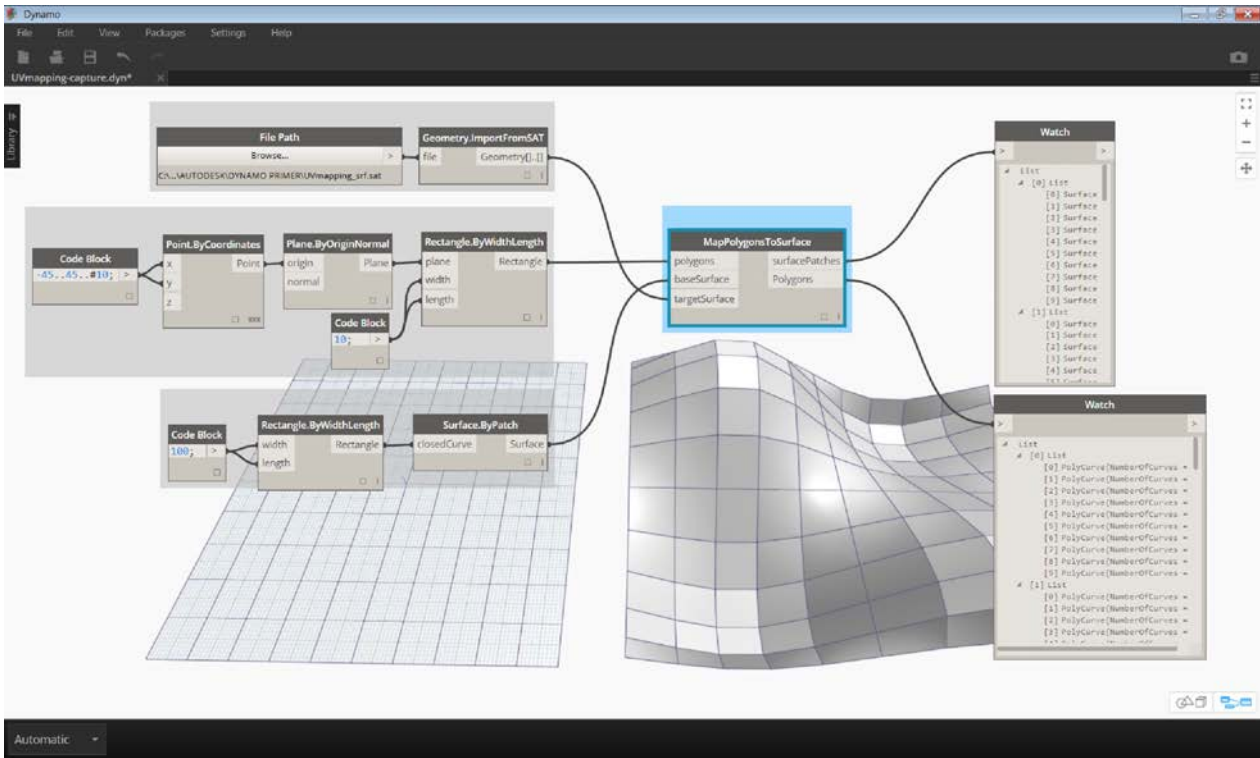 Dynamo
File Edit View Packages Settings Help
UVmapping-capture.dyn*
Library
File Path
Browse... >
C:\...\AUTODESK\DYNAMO PRIMER\UVmapping_srf.sat
Geometry.ImportFromSAT
file Geometry[]..[]
Code Block
-45..45..#10; >
Point.ByCoordinates
x Point
y
z
Plane.ByOriginNormal
origin Plane
normal
Rectangle.ByWidthLength
plane Rectangle
width
length
Code Block
10; >
Code Block
100; >
Rectangle.ByWidthLength
width Rectangle
length
Surface.ByPatch
closedCurve Surface
MapPolygonsToSurface
polygons surfacePatches
baseSurface Polygons
targetSurface
Watch
> >
List
[0] List
[0] Surface
[1] Surface
[2] Surface
[3] Surface
[4] Surface
[5] Surface
[6] Surface
[7] Surface
[8] Surface
[9] Surface
[1] List
[0] Surface
[1] Surface
[2] Surface
[3] Surface
[4] Surface
Watch
> >
List
[0] List
[0] PolyCurve(NumberOfCurves =
[1] PolyCurve(NumberOfCurves =
[2] PolyCurve(NumberOfCurves =
[3] PolyCurve(NumberOfCurves =
[4] PolyCurve(NumberOfCurves =
[5] PolyCurve(NumberOfCurves =
[6] PolyCurve(NumberOfCurves =
[7] PolyCurve(NumberOfCurves =
[8] PolyCurve(NumberOfCurves =
[9] PolyCurve(NumberOfCurves =
[1] List
[0] PolyCurve(NumberOfCurves =
[1] PolyCurve(NumberOfCurves =
[2] PolyCurve(NumberOfCurves =
[3] PolyCurve(NumberOfCurves =
Automatic